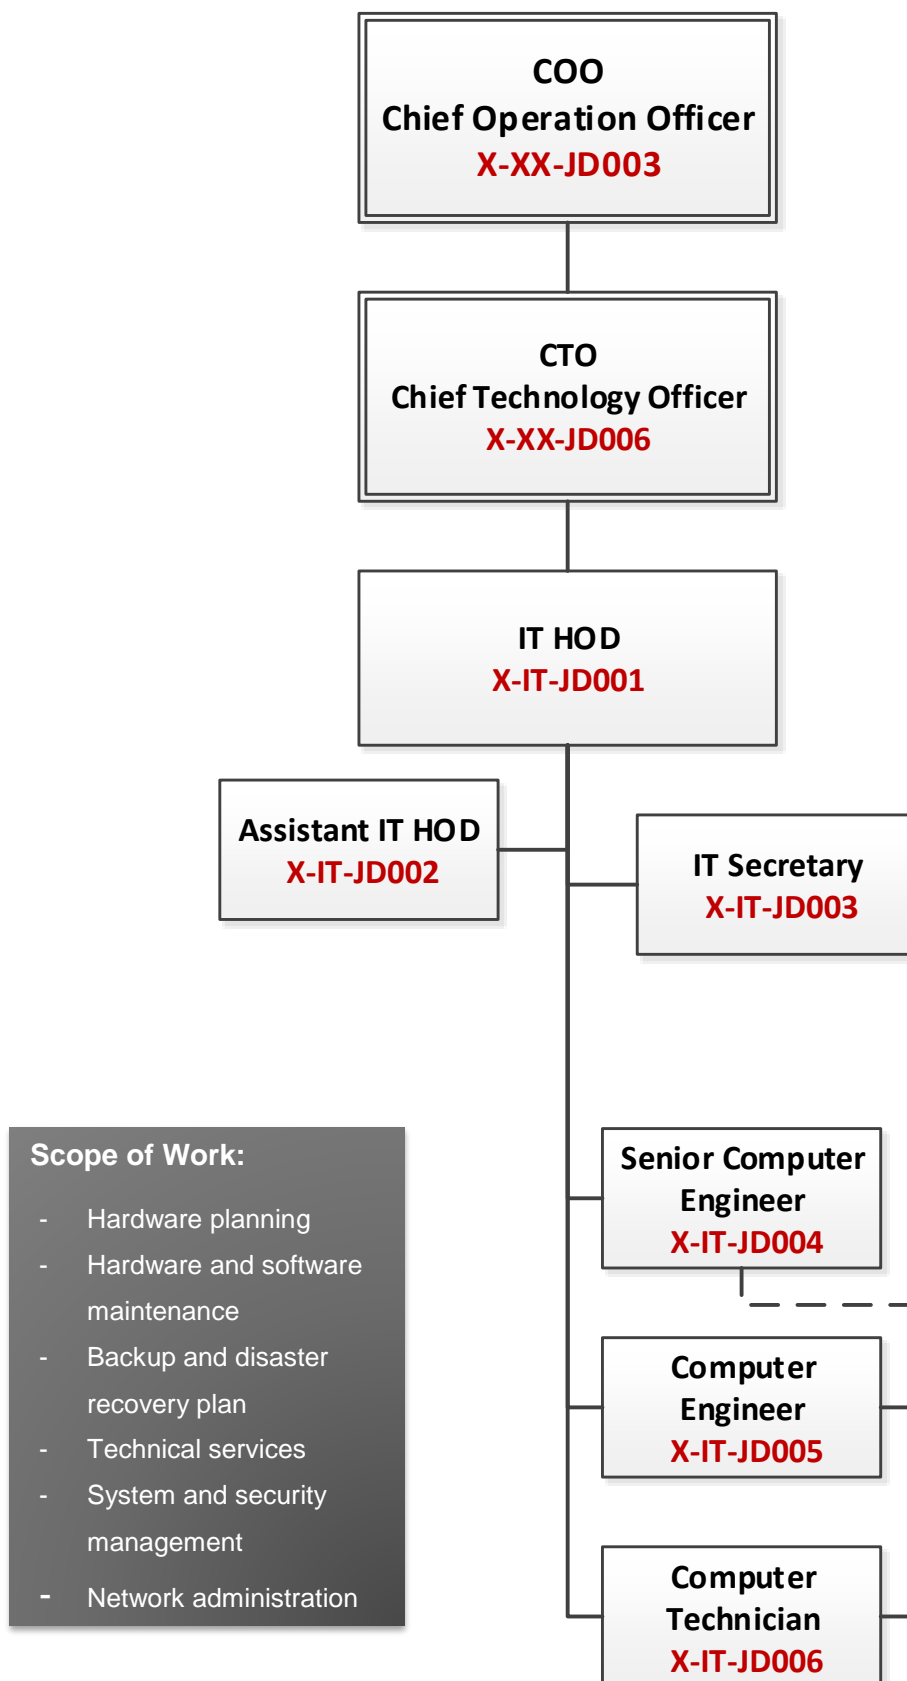 COO
Chief Operation Officer
X-XX-JD003
CTO
Chief Technology Officer
X-XX-JD006
IT HOD
X-IT-JD001
Assistant IT HOD
X-IT-JD002
IT Secretary
X-IT-JD003
Scope of Work:
- Hardware planning
- Hardware and software
maintenance
- Backup and disaster
recovery plan
- Technical services
- System and security
management
- Network administration
Senior Computer
Engineer
X-IT-JD004
Computer
Engineer
X-IT-JD005
Computer
Technician
X-IT-JD006